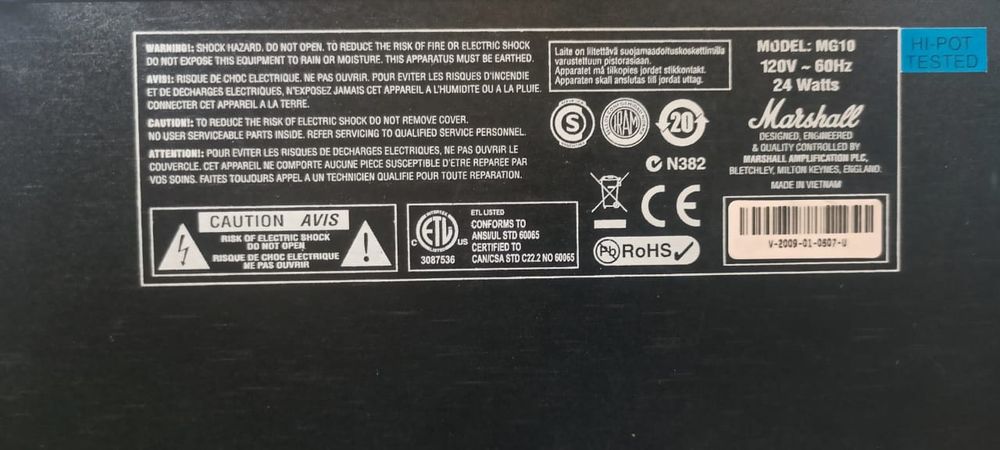 WARNING!: SHOCK HAZARD. DO NOT OPEN. TO REDUCE THE RISK OF FIRE OR ELECTRIC SHOCK
DO NOT EXPOSE THIS EQUIPMENT TO RAIN OR MOISTURE. THIS APPARATUS MUST BE EARTHED.
AVIS!: RISQUE DE CHOC ELECTRIQUE. NE PAS OUVRIR. POUR EVITER LES RISQUES D'INCENDIE
ET DE DECHARGES ELECTRIQUES, N'EXPOSEZ JAMAIS CET APPAREIL A L'HUMIDITE OU A LA PLUIE.
CONNECTER CET APPAREIL A LA TERRE.
CAUTION!: TO REDUCE THE RISK OF ELECTRIC SHOCK DO NOT REMOVE COVER.
NO USER SERVICEABLE PARTS INSIDE. REFER SERVICING TO QUALIFIED SERVICE PERSONNEL.
ATTENTION!: POUR EVITER LES RISQUES DE DECHARGES ELECTRIQUES, NE PAS OUVRIR LE
COUVERCLE. CET APPAREIL NE COMPORTE AUCUNE PIECE SUSCEPTIBLE D'ETRE REPAREE PAR
VOS SOINS. FAITES TOUJOURS APPEL A UN TECHNICIEN QUALIFIE POUR TOUTE REPARATION.
CAUTION AVIS
RISK OF ELECTRIC SHOCK
DO NOT OPEN
RISQUE DE CHOC ELECTRIQUE
NE PAS OUVRIR
ETL LISTED
CONFORMS TO
ANSI/UL STD 60065
CERTIFIED TO
CAN/CSA STD C22.2 NO 60065
INTERTEK
C ETL US
LISTED
3087536
Laite on liitettävä suojamaadoituskoskettimilla
varustettuun pistorasiaan.
Apparatet må tilkoples jordet stikkontakt.
Apparaten skall anslutas till jordat uttag.
S
IRAM
20
N382
CE
Pb RoHS
MODEL: MG10
120V ~ 60Hz
24 Watts
Marshall
DESIGNED, ENGINEERED
& QUALITY CONTROLLED BY
MARSHALL AMPLIFICATION PLC,
BLETCHLEY, MILTON KEYNES, ENGLAND.
MADE IN VIETNAM
V-2009-01-0507-U
HI-POT
TESTED